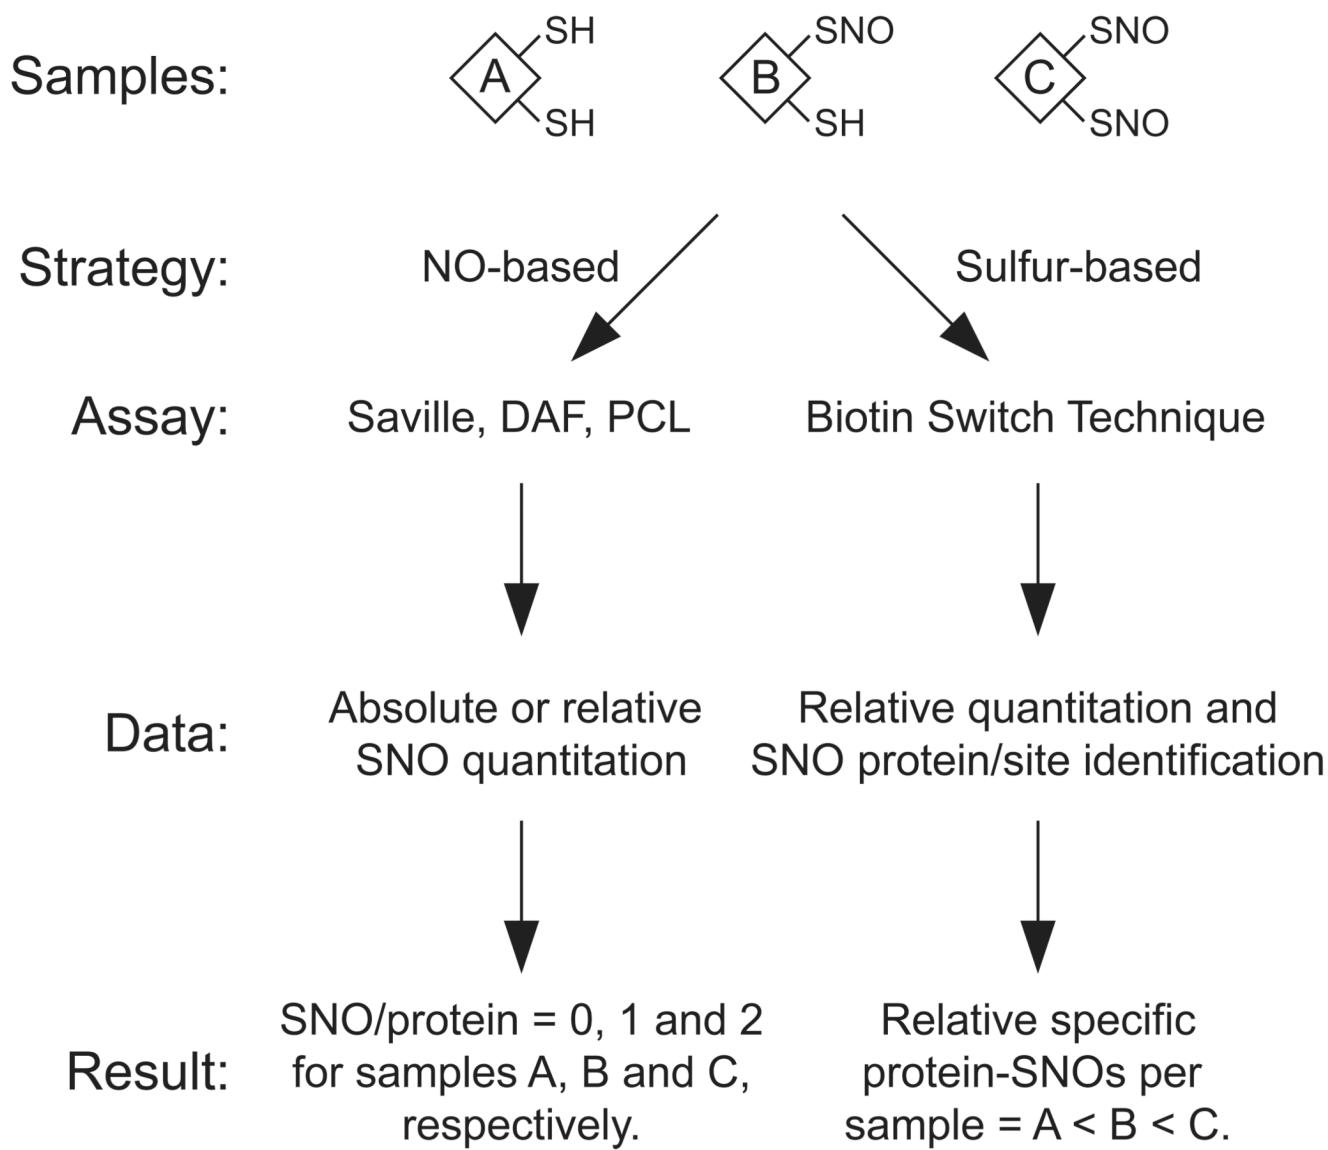 Samples:
A
SH
SH
B
SNO
SH
C
SNO
SNO
Strategy:
NO-based
Sulfur-based
Assay:
Saville, DAF, PCL
Biotin Switch Technique
Data:
Absolute or relative
SNO quantitation
Relative quantitation and
SNO protein/site identification
Result:
SNO/protein = 0, 1 and 2
for samples A, B and C,
respectively.
Relative specific
protein-SNOs per
sample = A < B < C.